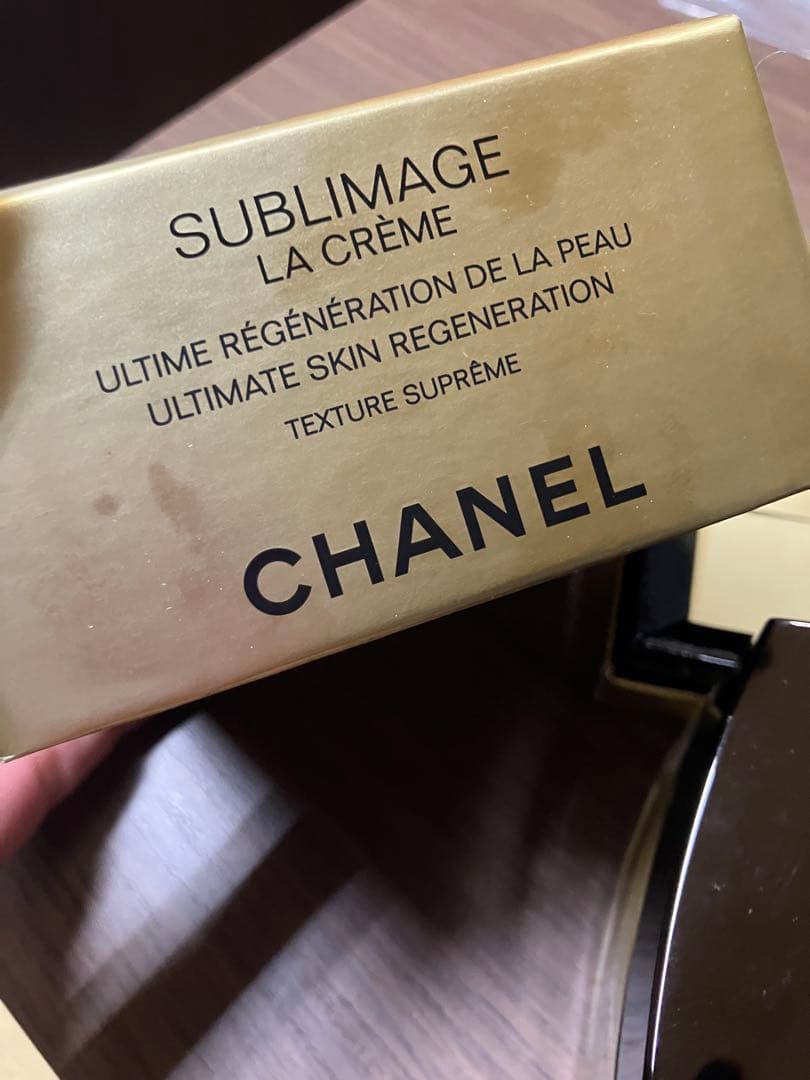 SUBLIMAGE
LA CRÈME
ULTIME RÉGÉNÉRATION DE LA PEAU
ULTIMATE SKIN REGENERATION
TEXTURE SUPRÊME
CHANEL